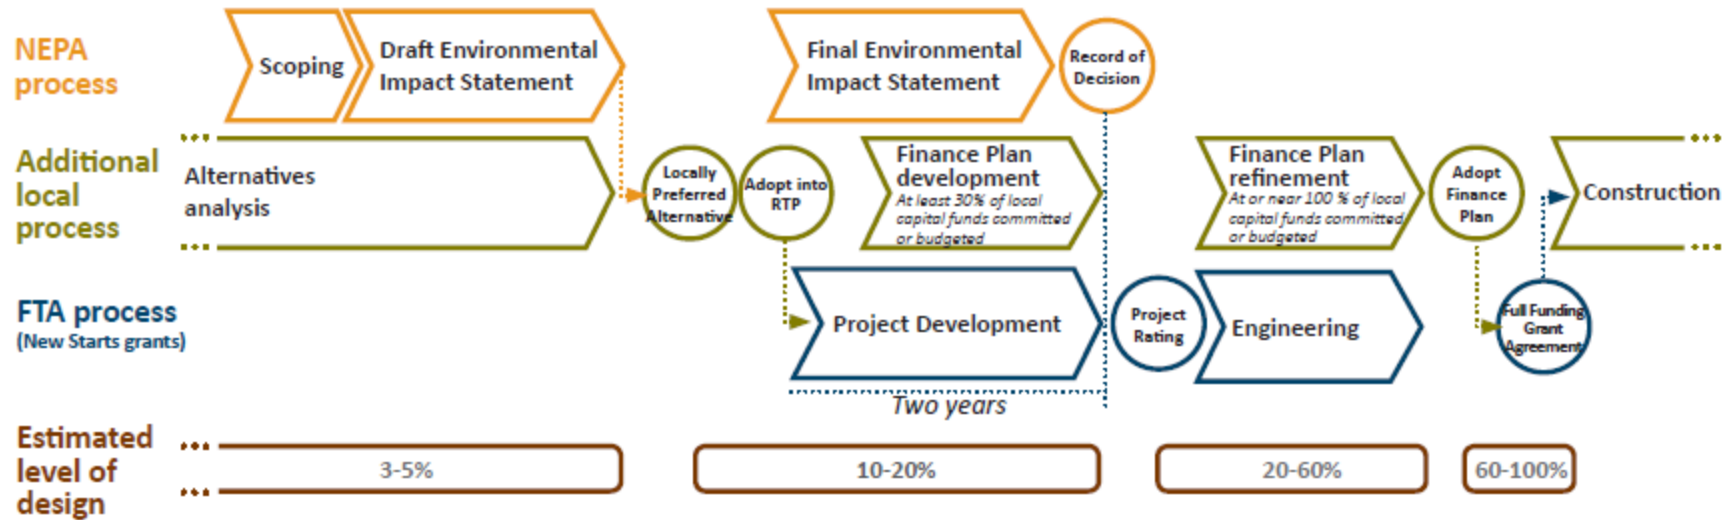 NEPA
process
Scoping
Draft Environmental
Impact Statement
Final Environmental
Impact Statement
Record of
Decision
Additional
local
process
Alternatives
analysis
Locally
Preferred
Alternative
Adopt into
RTP
Finance Plan
development
At least 30% of local
capital funds committed
or budgeted
Finance Plan
refinement
At or near 100 % of local
capital funds committed
or budgeted
Adopt
Finance
Plan
Construction
FTA process
(New Starts grants)
Project Development
Project
Rating
Engineering
Full Funding
Grant
Agreement
Two years
Estimated
level of
design
3-5%
10-20%
20-60%
60-100%